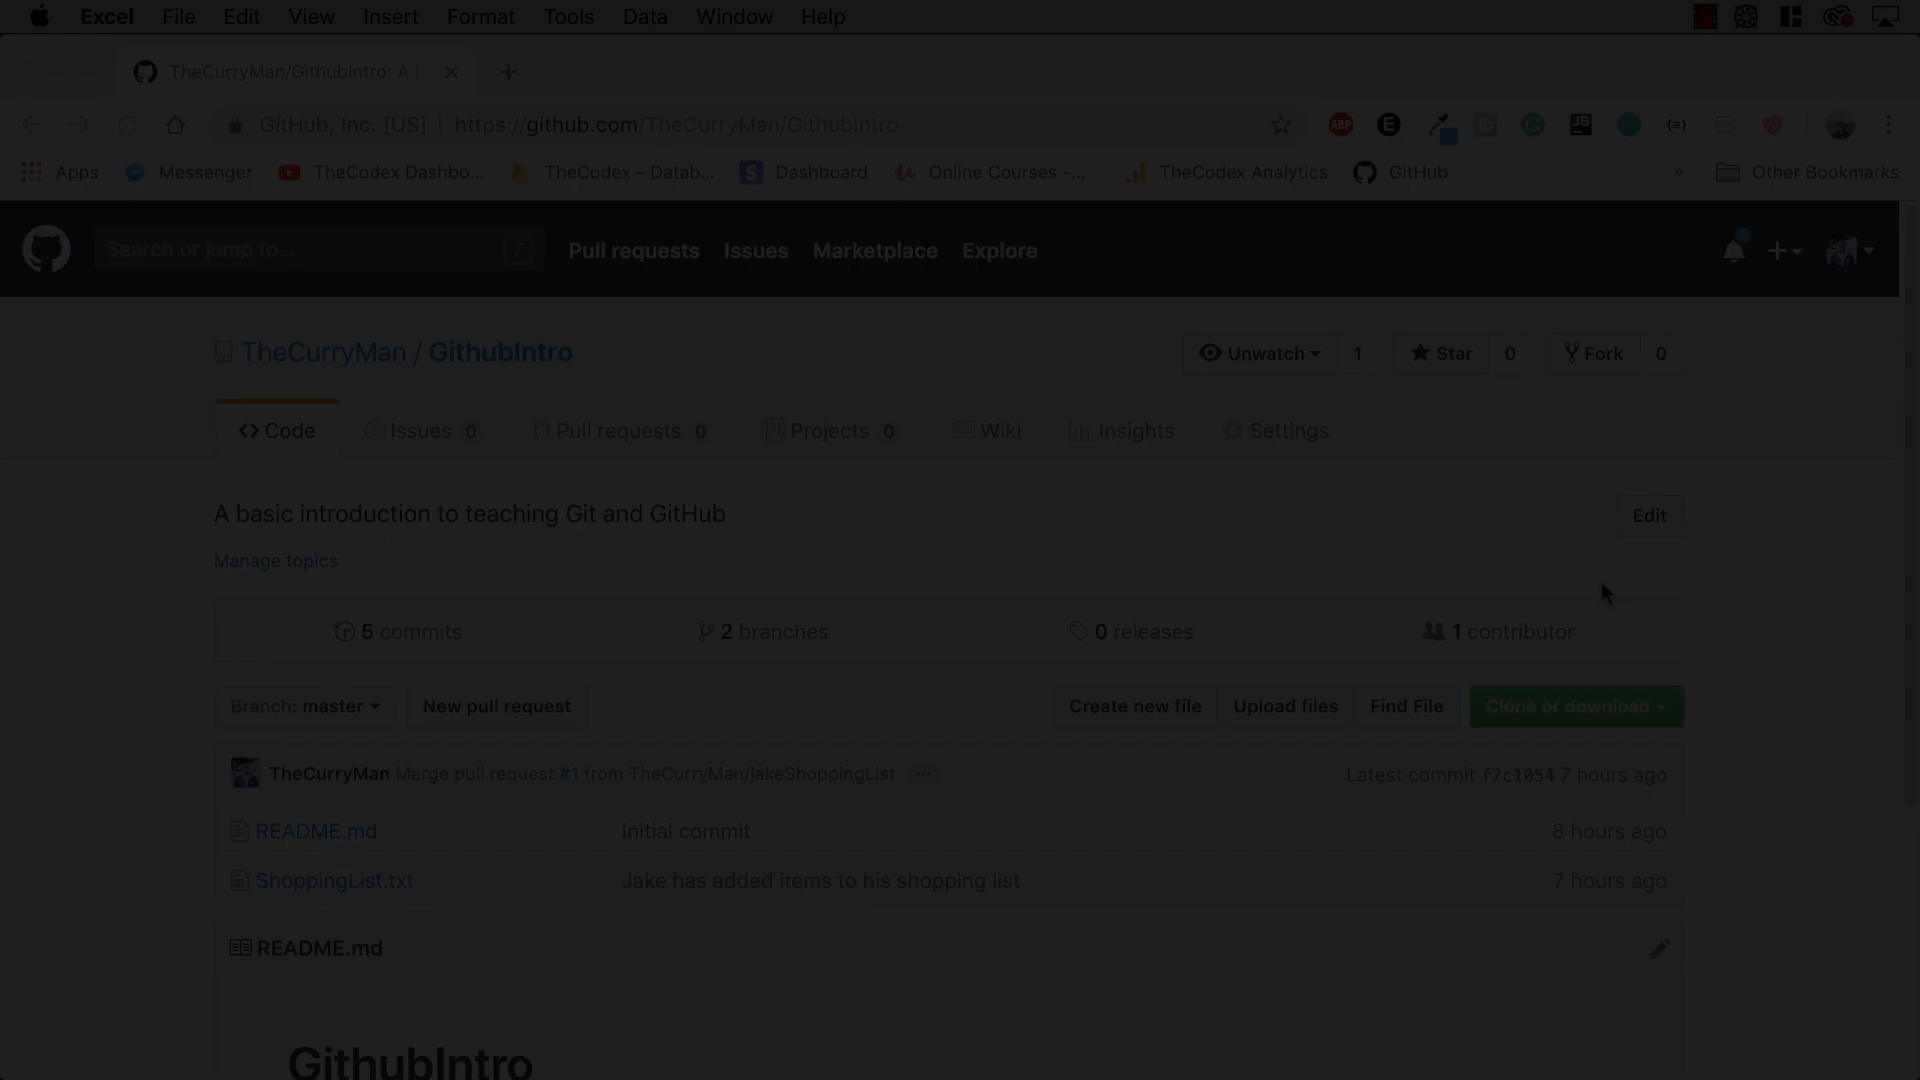 Excel File Edit View Insert Format Tools Data Window Help
TheCurryMan/GithubIntro: A b
GitHub, Inc. [US] https://github.com/TheCurryMan/GithubIntro
ABP E JB
Apps Messenger TheCodex Dashbo... TheCodex – Datab... Dashboard Online Courses -... TheCodex Analytics GitHub » Other Bookmarks
Search or jump to... / Pull requests Issues Marketplace Explore
TheCurryMan / GithubIntro Unwatch 1 Star 0 Fork 0
Code Issues 0 Pull requests 0 Projects 0 Wiki Insights Settings
A basic introduction to teaching Git and GitHub Edit
Manage topics
5 commits 2 branches 0 releases 1 contributor
Branch: master New pull request Create new file Upload files Find File Clone or download
TheCurryMan Merge pull request #1 from TheCurryMan/jakeShoppingList ... Latest commit f7c1054 7 hours ago
README.md Initial commit 8 hours ago
ShoppingList.txt Jake has added items to his shopping list 7 hours ago
README.md
GithubIntro